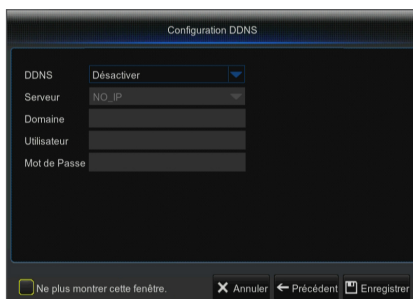 Configuration DDNS
DDNS Désactiver
Serveur NO_IP
Domaine
Utilisateur
Mot de Passe
Ne plus montrer cette fenêtre. Annuler Précédent Enregistrer